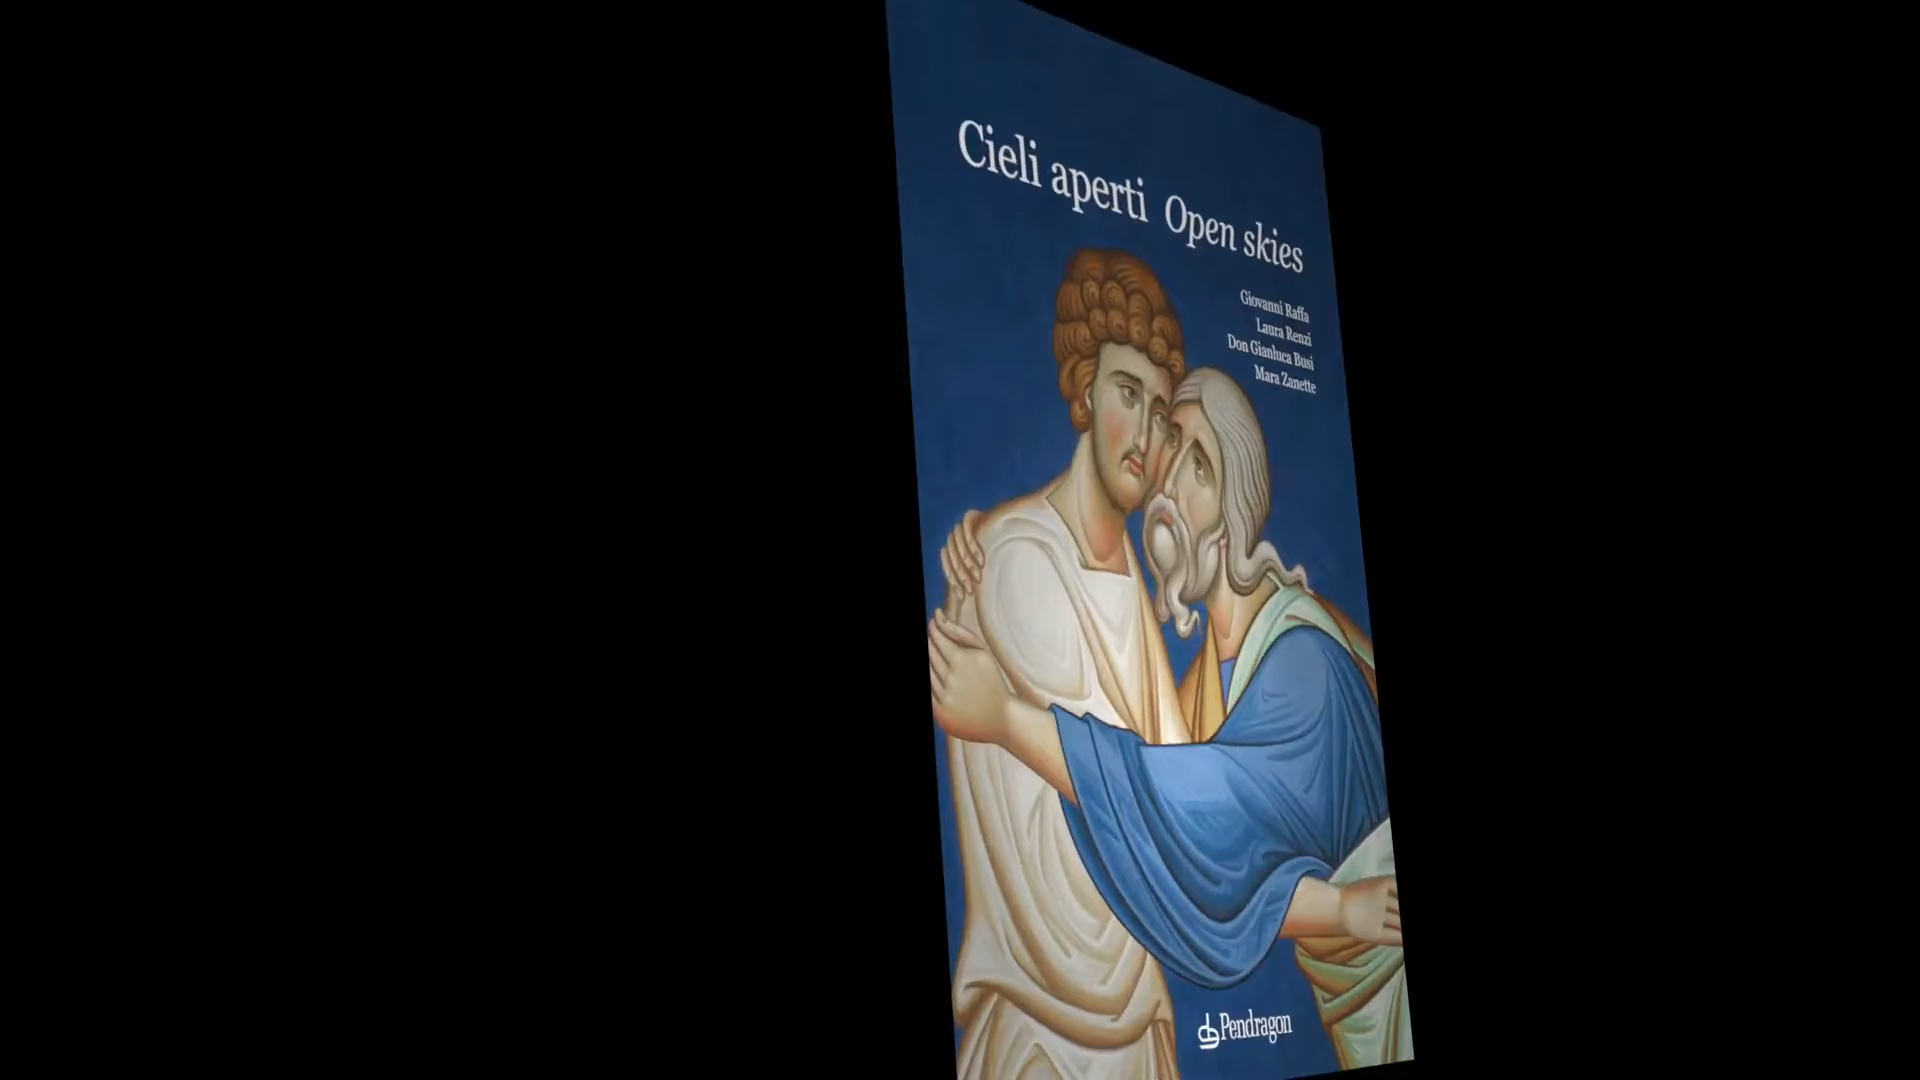 Cieli aperti Open skies
Giovanni Raffa
Laura Renzi
Don Gianluca Busi
Mara Zanette
Pendragon